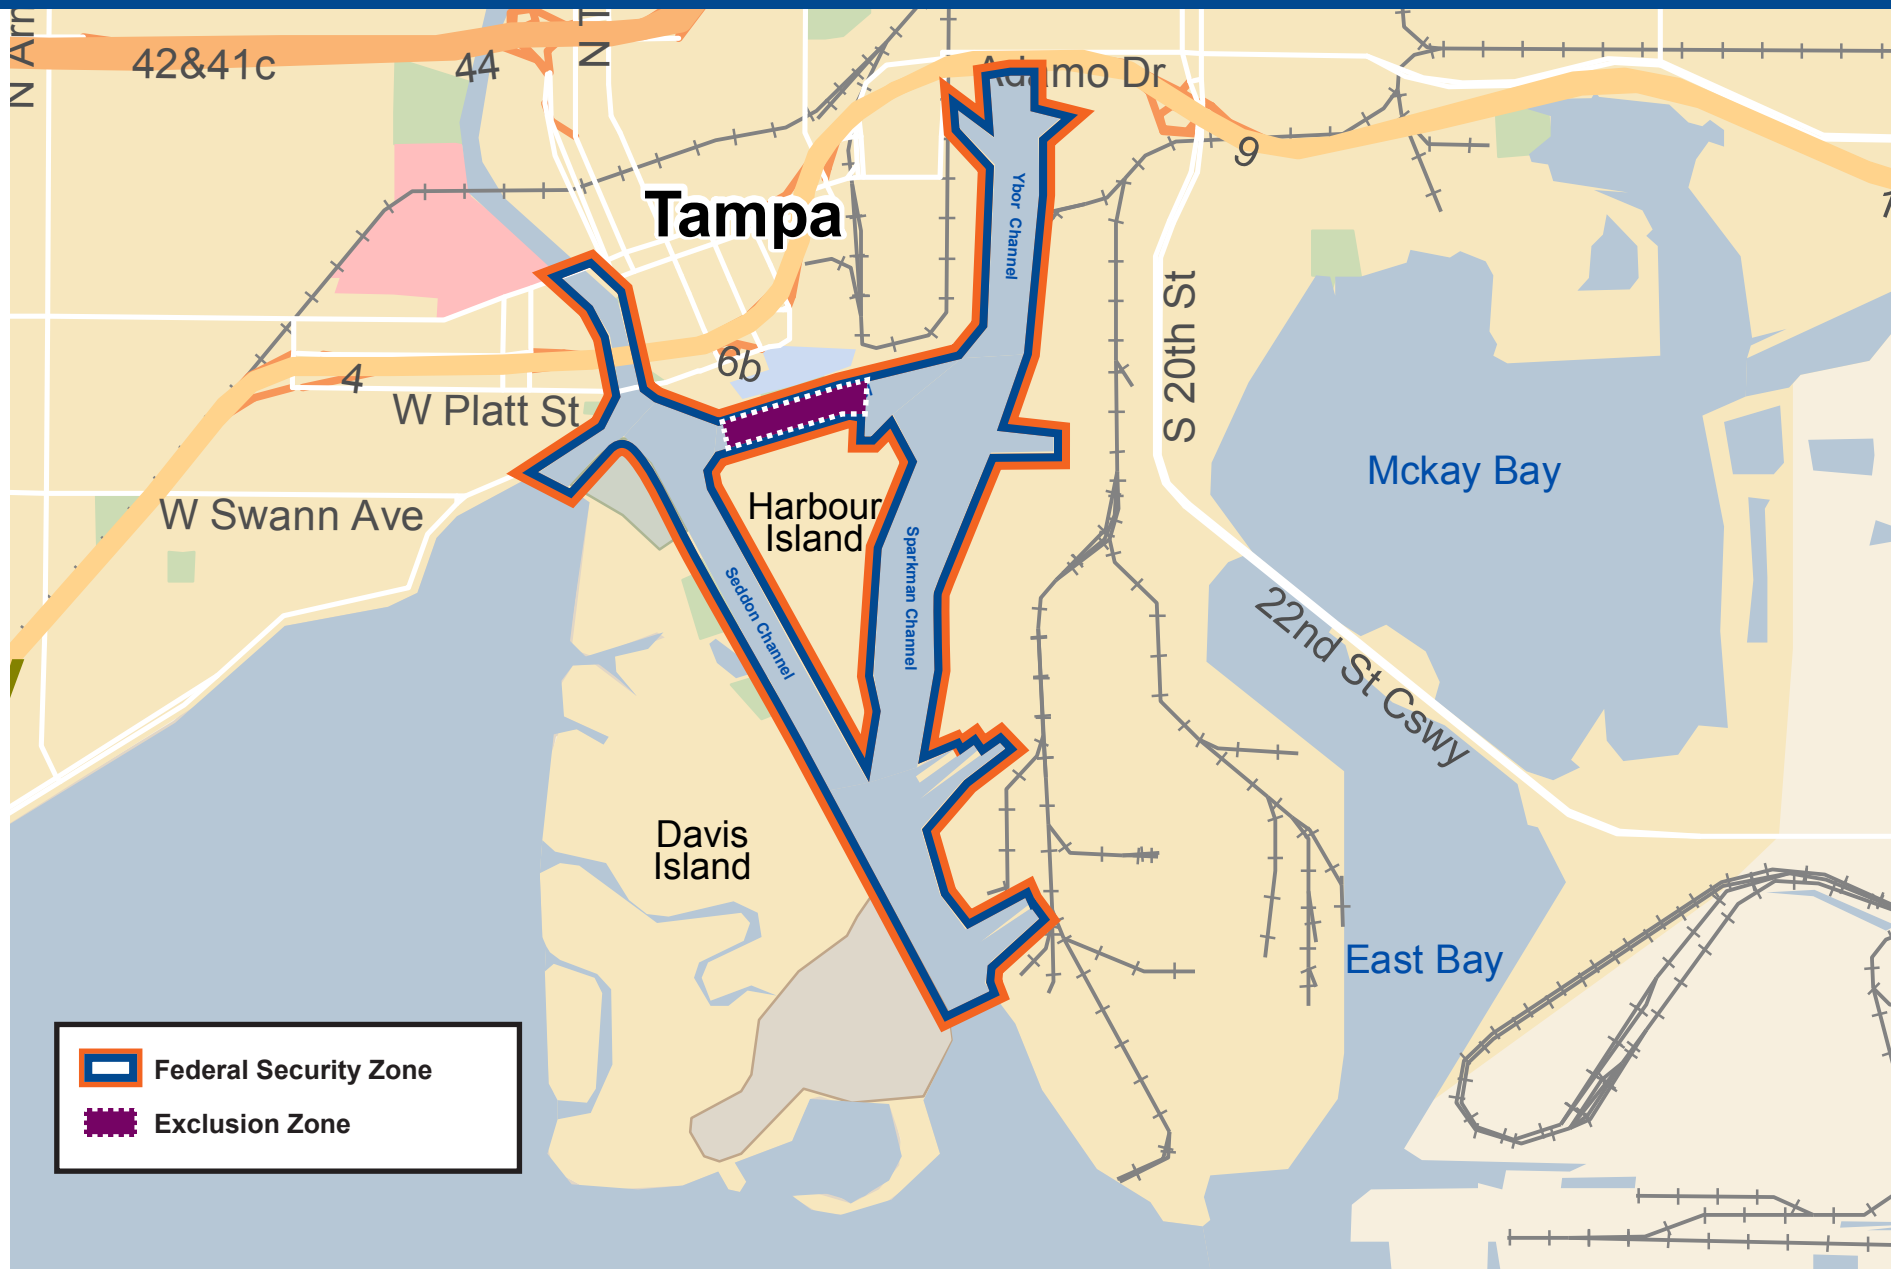 42&41c
44
N Arm
N T
Adamo Dr
9
1
Tampa
Ybor Channel
S 20th St
4
6b
W Platt St
W Swann Ave
Harbour
Island
Mckay Bay
Sparkman Channel
Seddon Channel
22nd St Cswy
Davis
Island
East Bay
Federal Security Zone
Exclusion Zone